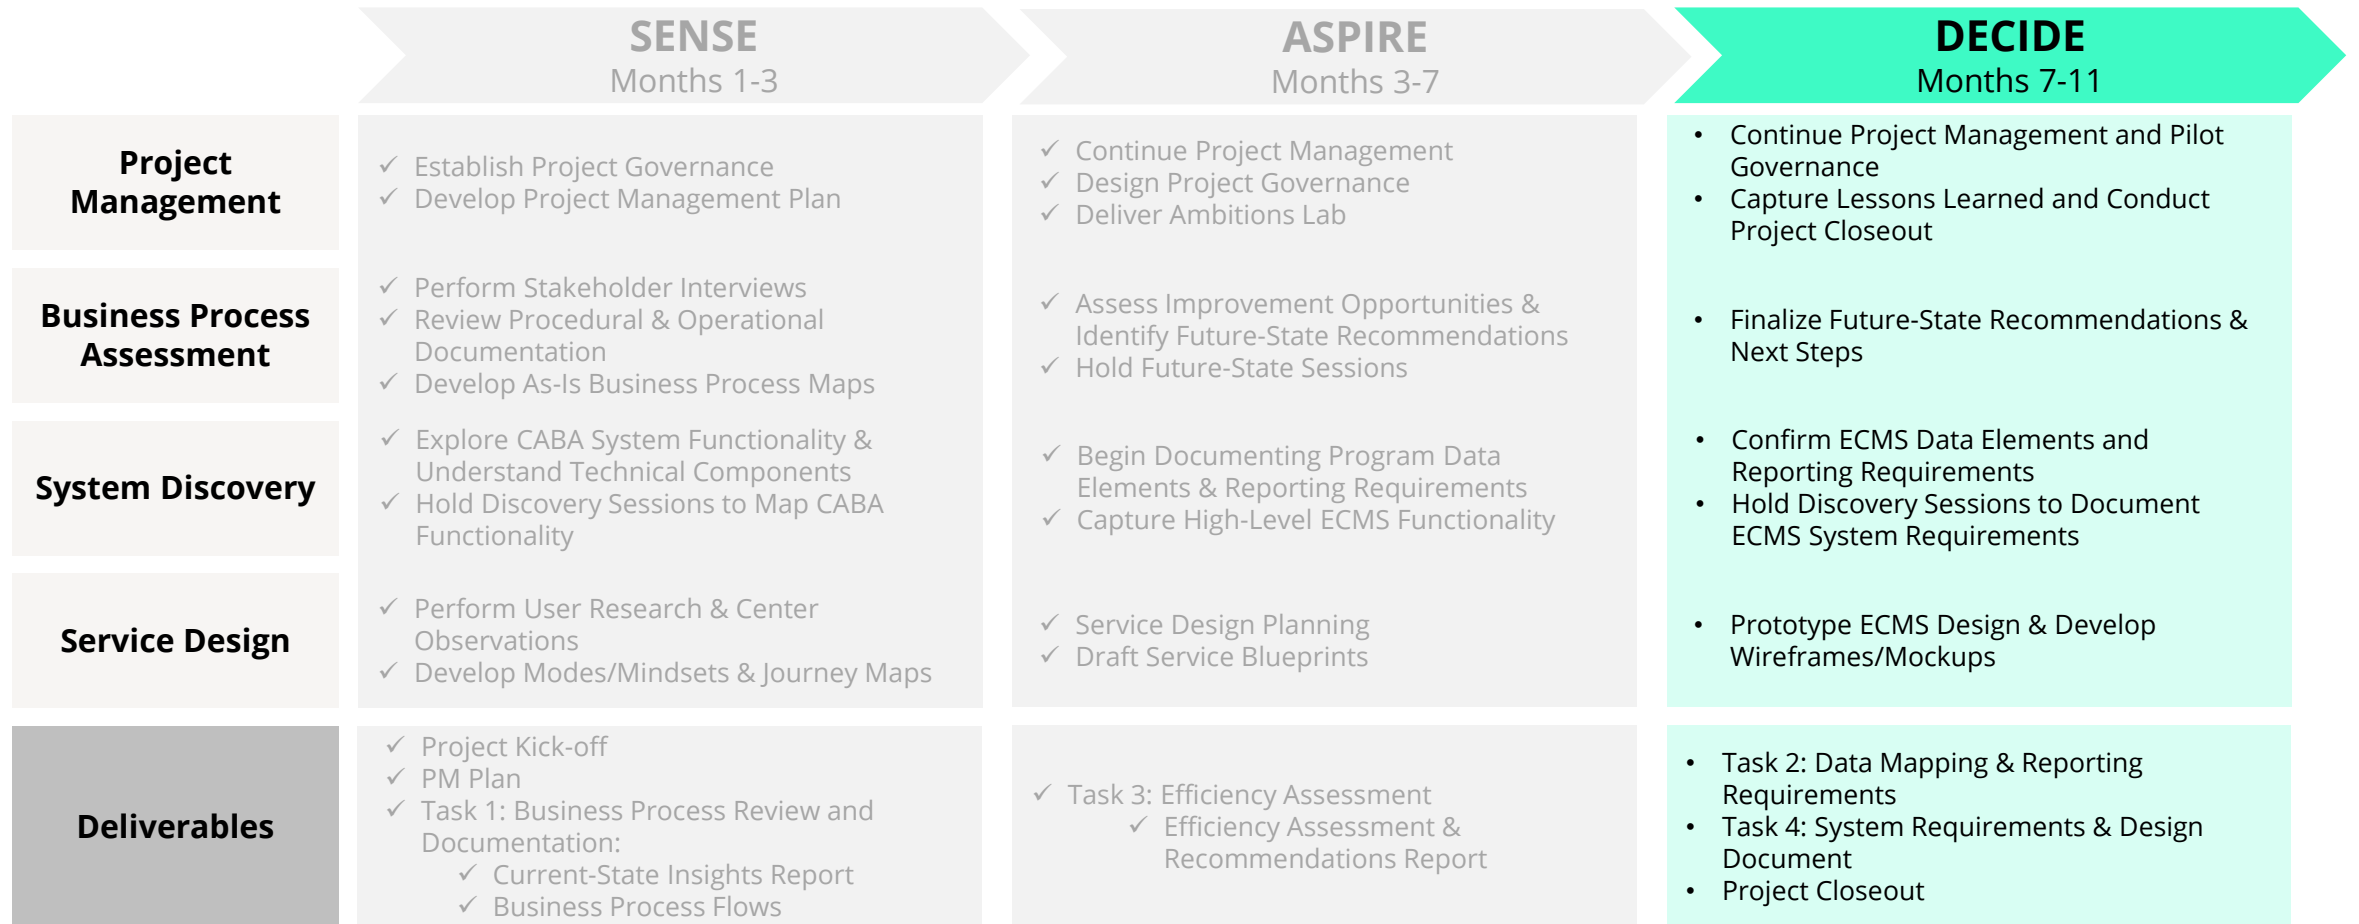 SENSE
Months 1-3
ASPIRE
Months 3-7
DECIDE
Months 7-11
Project
Management
✓ Establish Project Governance
✓ Develop Project Management Plan
✓ Continue Project Management
✓ Design Project Governance
✓ Deliver Ambitions Lab
• Continue Project Management and Pilot
Governance
• Capture Lessons Learned and Conduct
Project Closeout
Business Process
Assessment
✓ Perform Stakeholder Interviews
✓ Review Procedural & Operational
Documentation
✓ Develop As-Is Business Process Maps
✓ Assess Improvement Opportunities &
Identify Future-State Recommendations
✓ Hold Future-State Sessions
• Finalize Future-State Recommendations &
Next Steps
System Discovery
✓ Explore CABA System Functionality &
Understand Technical Components
✓ Hold Discovery Sessions to Map CABA
Functionality
✓ Begin Documenting Program Data
Elements & Reporting Requirements
✓ Capture High-Level ECMS Functionality
• Confirm ECMS Data Elements and
Reporting Requirements
• Hold Discovery Sessions to Document
ECMS System Requirements
Service Design
✓ Perform User Research & Center
Observations
✓ Develop Modes/Mindsets & Journey Maps
✓ Service Design Planning
✓ Draft Service Blueprints
• Prototype ECMS Design & Develop
Wireframes/Mockups
Deliverables
✓ Project Kick-off
✓ PM Plan
✓ Task 1: Business Process Review and
Documentation:
✓ Current-State Insights Report
✓ Business Process Flows
✓ Task 3: Efficiency Assessment
✓ Efficiency Assessment &
Recommendations Report
• Task 2: Data Mapping & Reporting
Requirements
• Task 4: System Requirements & Design
Document
• Project Closeout